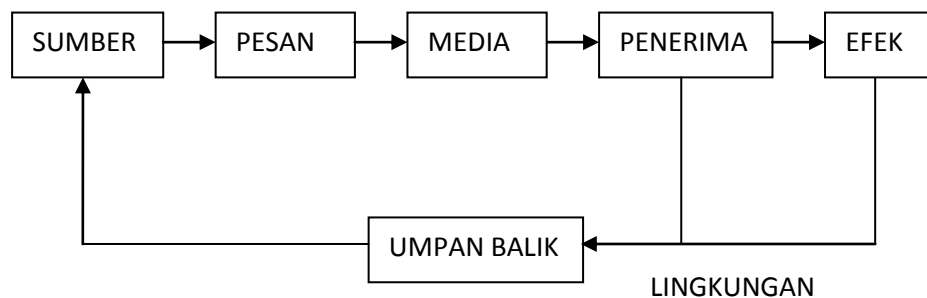 SUMBER PESAN MEDIA PENERIMA EFEK
UMPAN BALIK
LINGKUNGAN